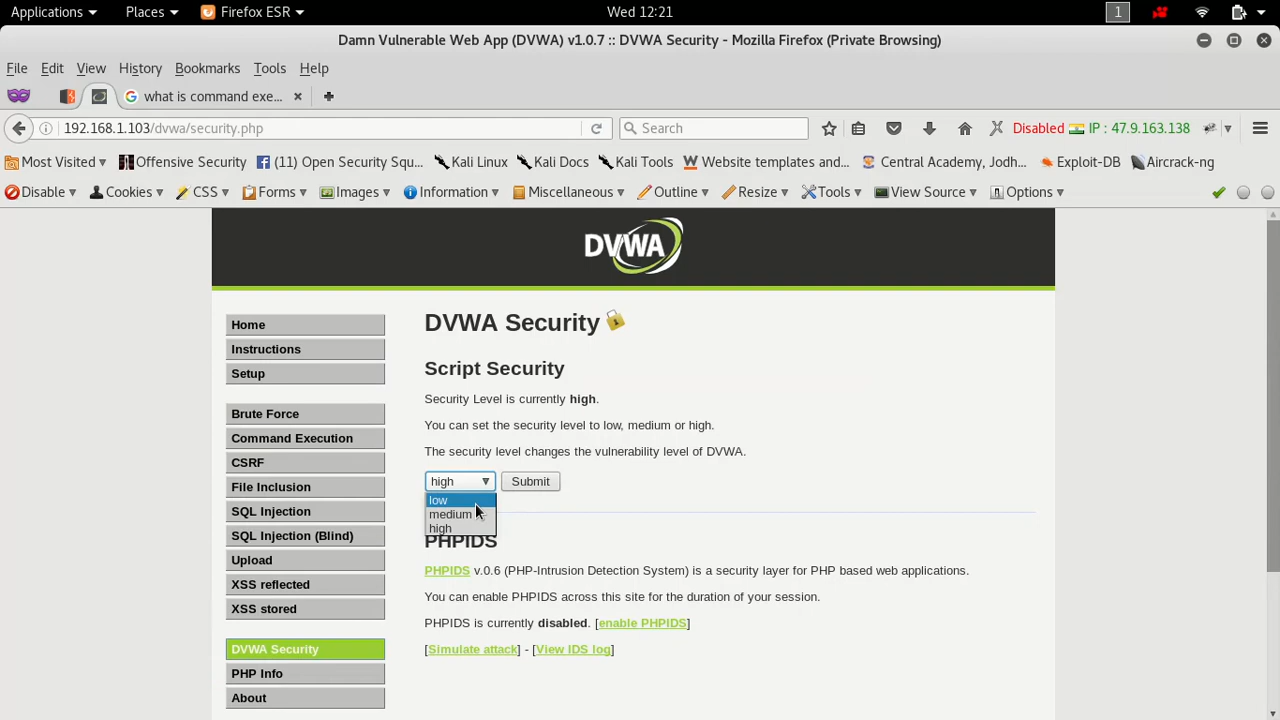 Applications Places Firefox ESR Wed 12:21 1
Damn Vulnerable Web App (DVWA) v1.0.7 :: DVWA Security - Mozilla Firefox (Private Browsing)
File Edit View History Bookmarks Tools Help
what is command exe...
192.168.1.103/dvwa/security.php Search Disabled IP : 47.9.163.138
Most Visited Offensive Security (11) Open Security Squ... Kali Linux Kali Docs Kali Tools Website templates and... Central Academy, Jodh... Exploit-DB Aircrack-ng
Disable Cookies CSS Forms Images Information Miscellaneous Outline Resize Tools View Source Options
DVWA
DVWA Security
Script Security
Security Level is currently high.
You can set the security level to low, medium or high.
The security level changes the vulnerability level of DVWA.
high Submit
low
medium
high
PHPIDS
PHPIDS v.0.6 (PHP-Intrusion Detection System) is a security layer for PHP based web applications.
You can enable PHPIDS across this site for the duration of your session.
PHPIDS is currently disabled. [enable PHPIDS]
[Simulate attack] - [View IDS log]
Home
Instructions
Setup
Brute Force
Command Execution
CSRF
File Inclusion
SQL Injection
SQL Injection (Blind)
Upload
XSS reflected
XSS stored
DVWA Security
PHP Info
About